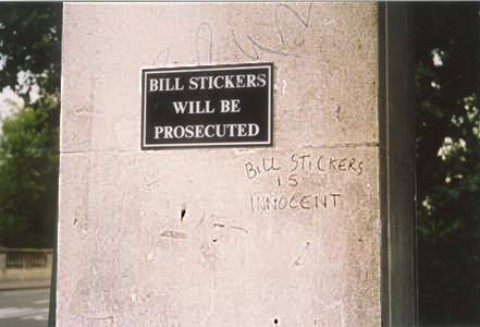 BILL STICKERS
WILL BE
PROSECUTED
BILL STICKERS
IS
INNOCENT